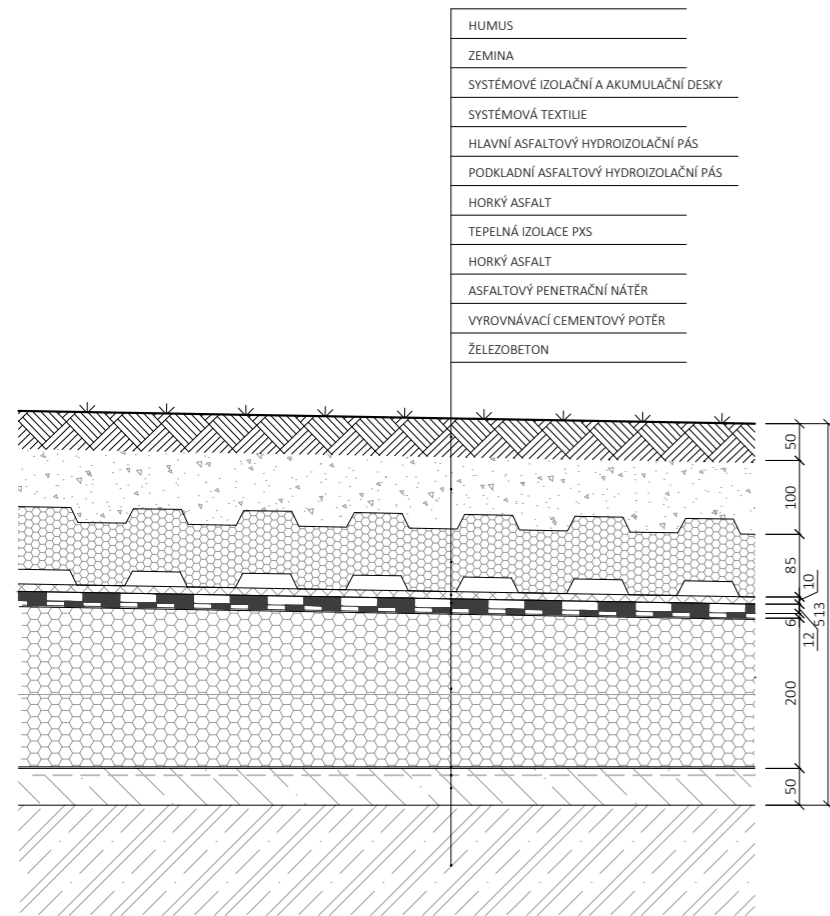 HUMUS
ZEMINA
SYSTÉMOVÉ IZOLAČNÍ A AKUMULAČNÍ DESKY
SYSTÉMOVÁ TEXTILIE
HLAVNÍ ASFALTOVÝ HYDROIZOLAČNÍ PÁS
PODKLADNÍ ASFALTOVÝ HYDROIZOLAČNÍ PÁS
HORKÝ ASFALT
TEPELNÁ IZOLACE PXS
HORKÝ ASFALT
ASFALTOVÝ PENETRAČNÍ NÁTĚR
VYROVNÁVACÍ CEMENTOVÝ POTĚR
ŽELEZOBETON
50
100
85
10
6
12
513
200
50